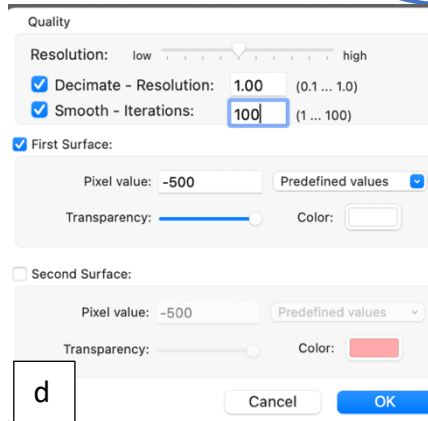 Quality
Resolution: low high
Decimate - Resolution: 1.00 (0.1 ... 1.0)
Smooth - Iterations: 100 (1 ... 100)
First Surface:
Pixel value: -500 Predefined values
Transparency: Color:
Second Surface:
Pixel value: -500 Predefined values
Transparency: Color:
d
Cancel OK